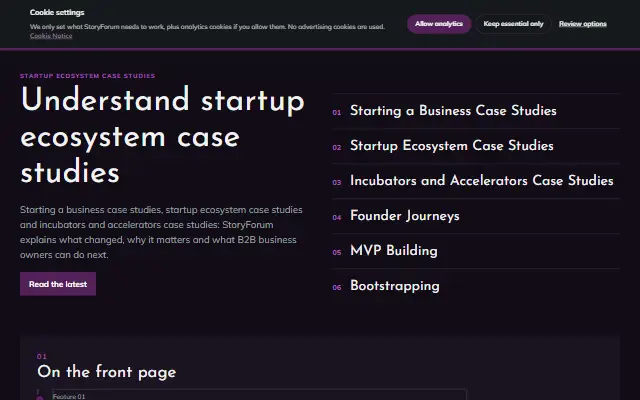 Cookie settings
We only set what StoryForum needs to work, plus analytics cookies if you allow them. No advertising cookies are used.
Cookie Notice
Allow analytics
Keep essential only
Review options
STARTUP ECOSYSTEM CASE STUDIES
Understand startup
ecosystem case
studies
Starting a business case studies, startup ecosystem case studies
and incubators and accelerators case studies: StoryForum
explains what changed, why it matters and what B2B business
owners can do next.
Read the latest
01 Starting a Business Case Studies
02 Startup Ecosystem Case Studies
03 Incubators and Accelerators Case Studies
04 Founder Journeys
05 MVP Building
06 Bootstrapping
01
On the front page
Feature 01